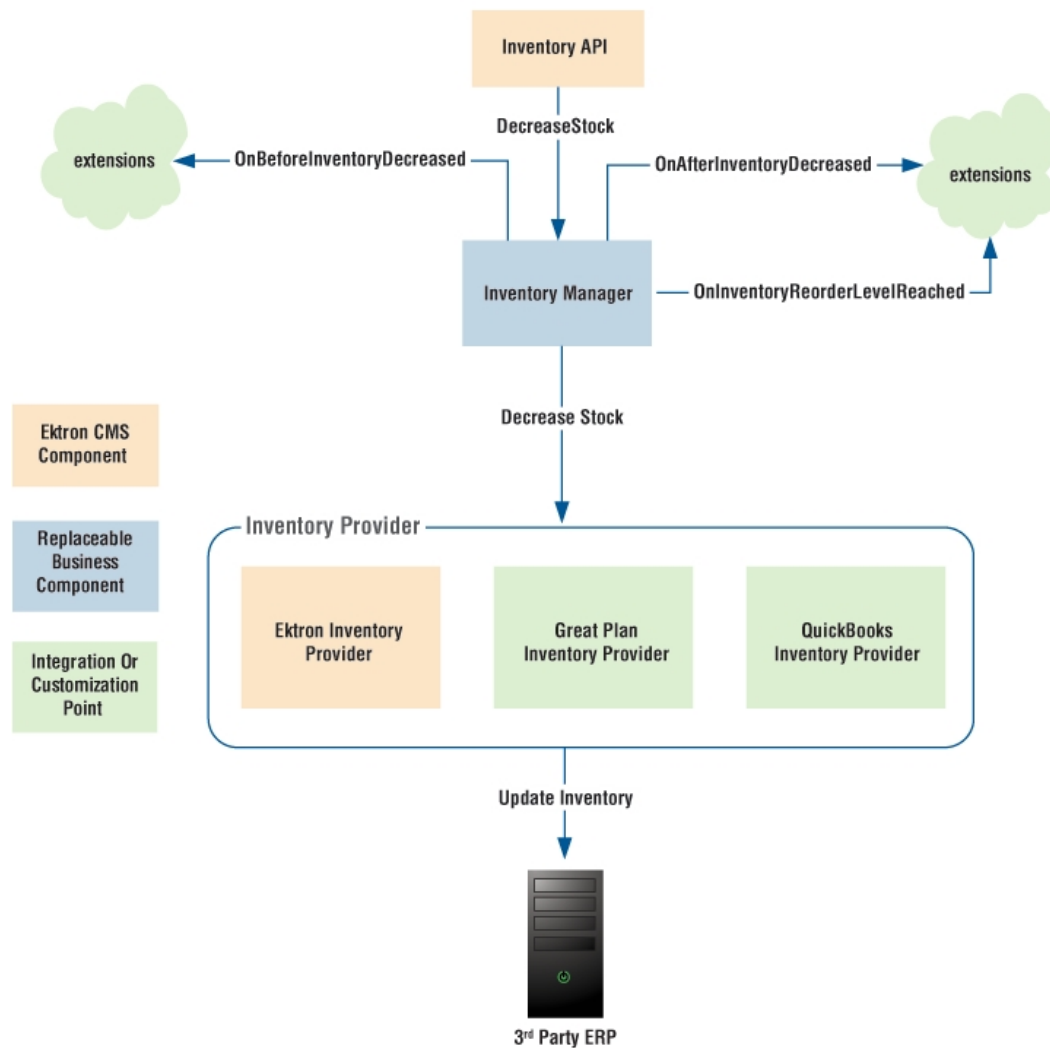 Inventory API
DecreaseStock
extensions
OnBeforeInventoryDecreased
OnAfterInventoryDecreased
extensions
Inventory Manager
OnInventoryReorderLevelReached
Decrease Stock
Ektron CMS
Component
Replaceable
Business
Component
Integration Or
Customization
Point
Inventory Provider
Ektron Inventory
Provider
Great Plan
Inventory Provider
QuickBooks
Inventory Provider
Update Inventory
3rd Party ERP